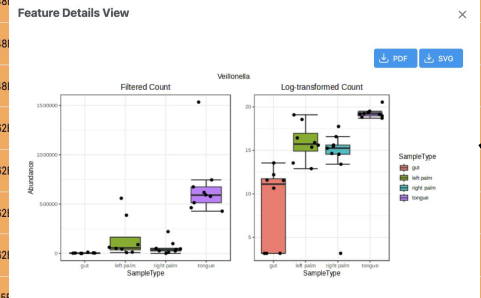 Feature Details View
PDF
SVG
Veillonella
Filtered Count
Log-transformed Count
Abundance
1500000
1000000
500000
0
20
15
10
5
gut
left palm
right palm
tongue
SampleType
gut
left palm
right palm
tongue
SampleType
SampleType
gut
left palm
right palm
tongue